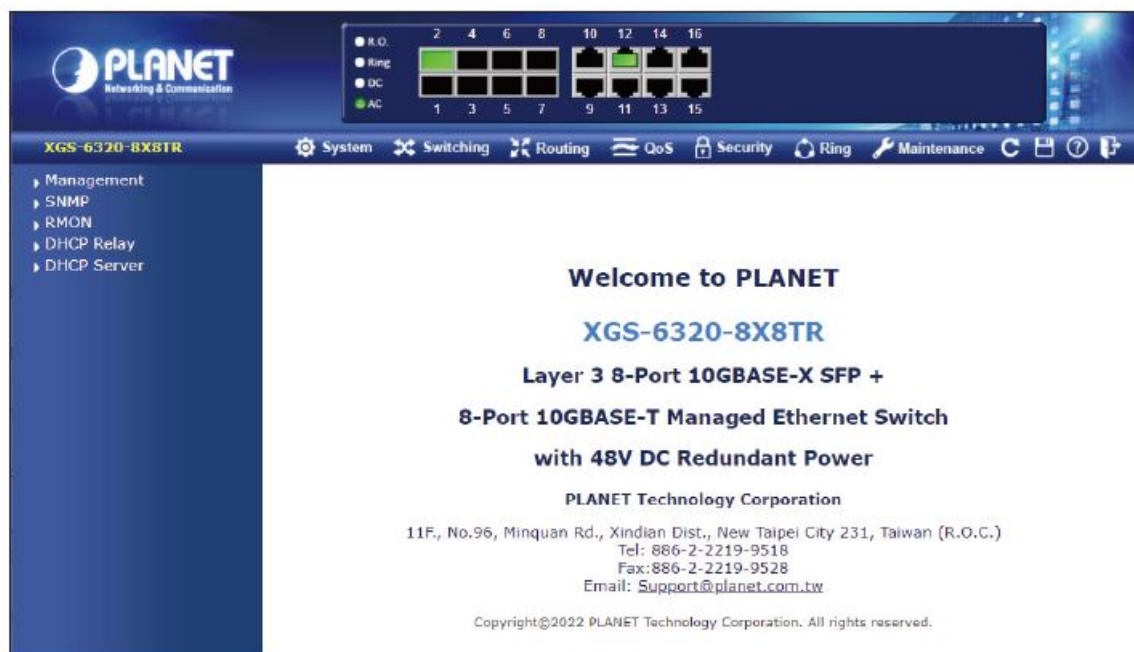 PLANET
Networking & Communication
R.O.
Ring
DC
AC
2 4 6 8 10 12 14 16
1 3 5 7 9 11 13 15
XGS-6320-8X8TR
System Switching Routing QoS Security Ring Maintenance
Management
SNMP
RMON
DHCP Relay
DHCP Server
Welcome to PLANET
XGS-6320-8X8TR
Layer 3 8-Port 10GBASE-X SFP +
8-Port 10GBASE-T Managed Ethernet Switch
with 48V DC Redundant Power
PLANET Technology Corporation
11F., No.96, Minquan Rd., Xindian Dist., New Taipei City 231, Taiwan (R.O.C.)
Tel: 886-2-2219-9518
Fax:886-2-2219-9528
Email: Support@planet.com.tw
Copyright©2022 PLANET Technology Corporation. All rights reserved.